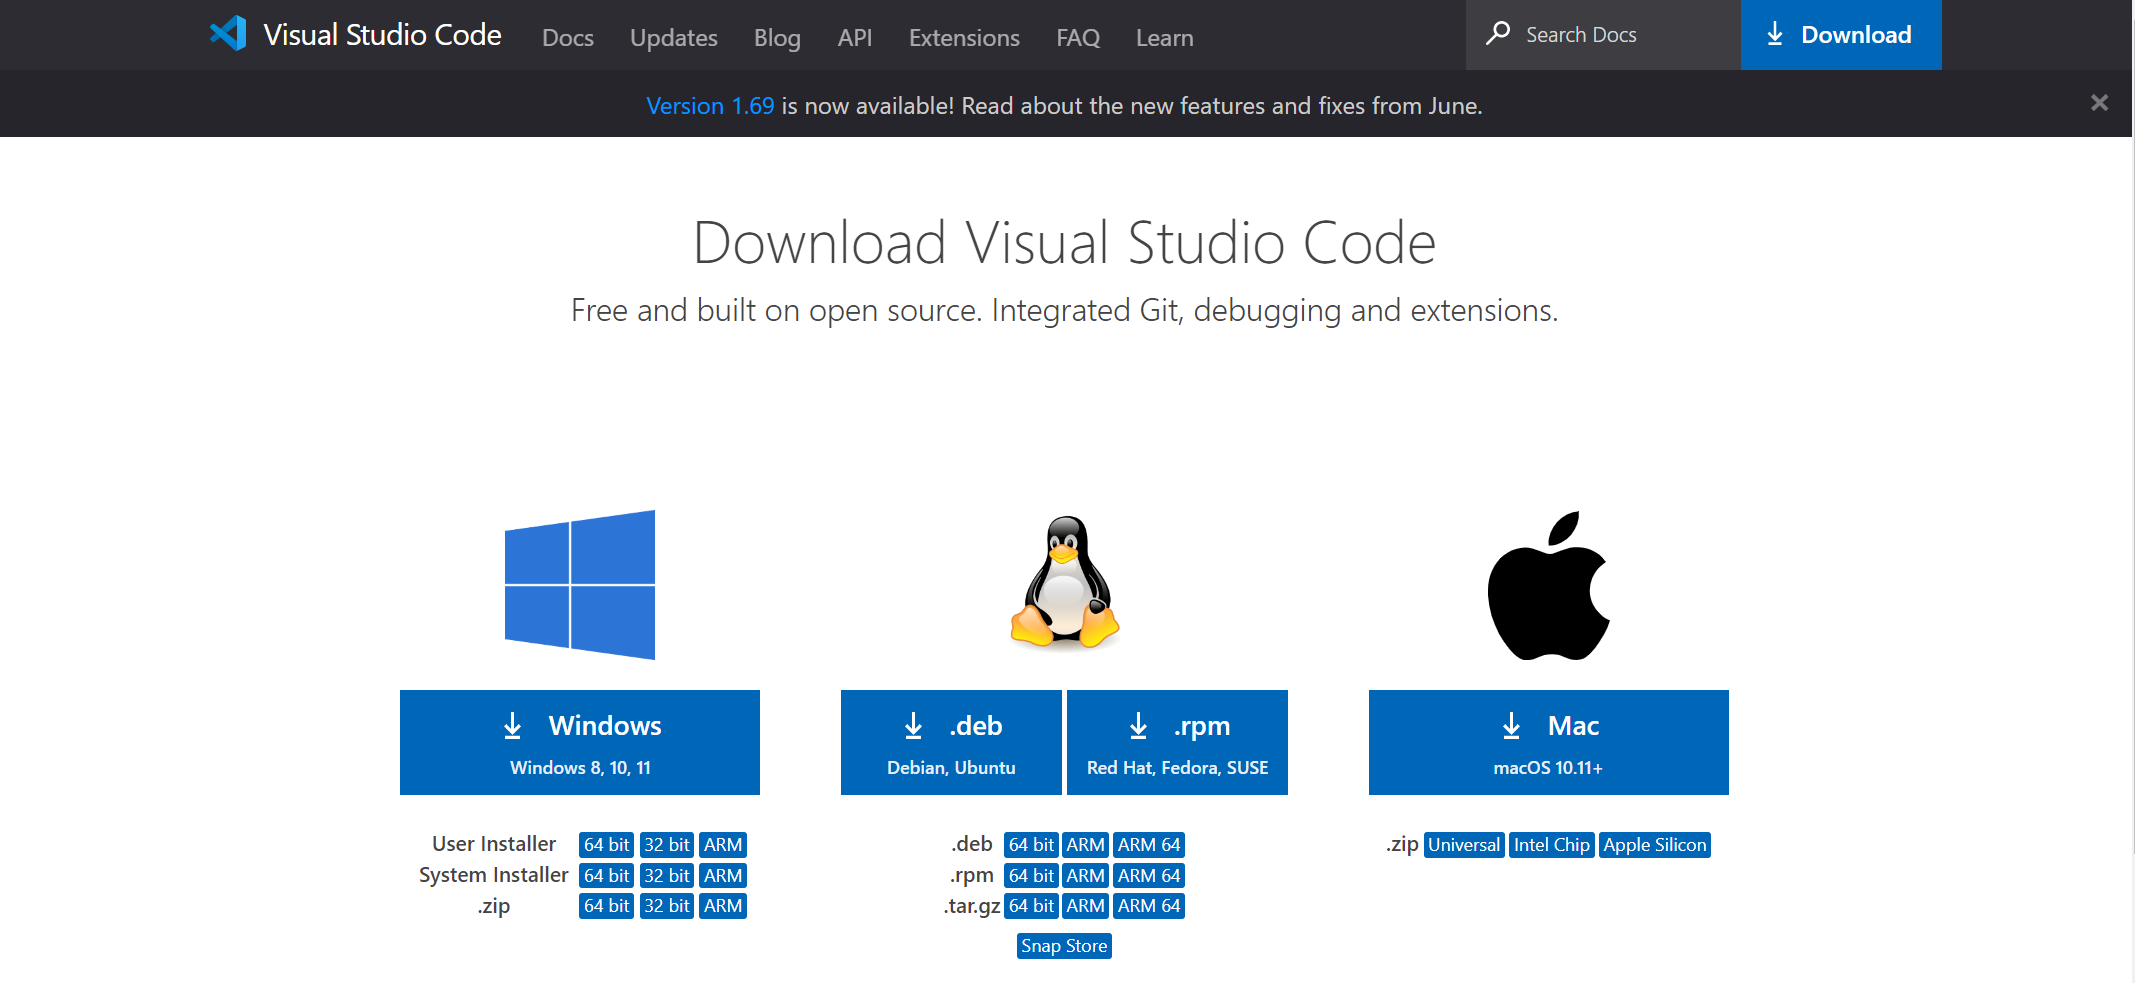 Visual Studio Code Docs Updates Blog API Extensions FAQ Learn Search Docs Download
Version 1.69 is now available! Read about the new features and fixes from June.
Download Visual Studio Code
Free and built on open source. Integrated Git, debugging and extensions.
Windows
Windows 8, 10, 11
User Installer 64 bit 32 bit ARM
System Installer 64 bit 32 bit ARM
.zip 64 bit 32 bit ARM
.deb
Debian, Ubuntu
.rpm
Red Hat, Fedora, SUSE
.deb 64 bit ARM ARM 64
.rpm 64 bit ARM ARM 64
.tar.gz 64 bit ARM ARM 64
Snap Store
Mac
macOS 10.11+
.zip Universal Intel Chip Apple Silicon